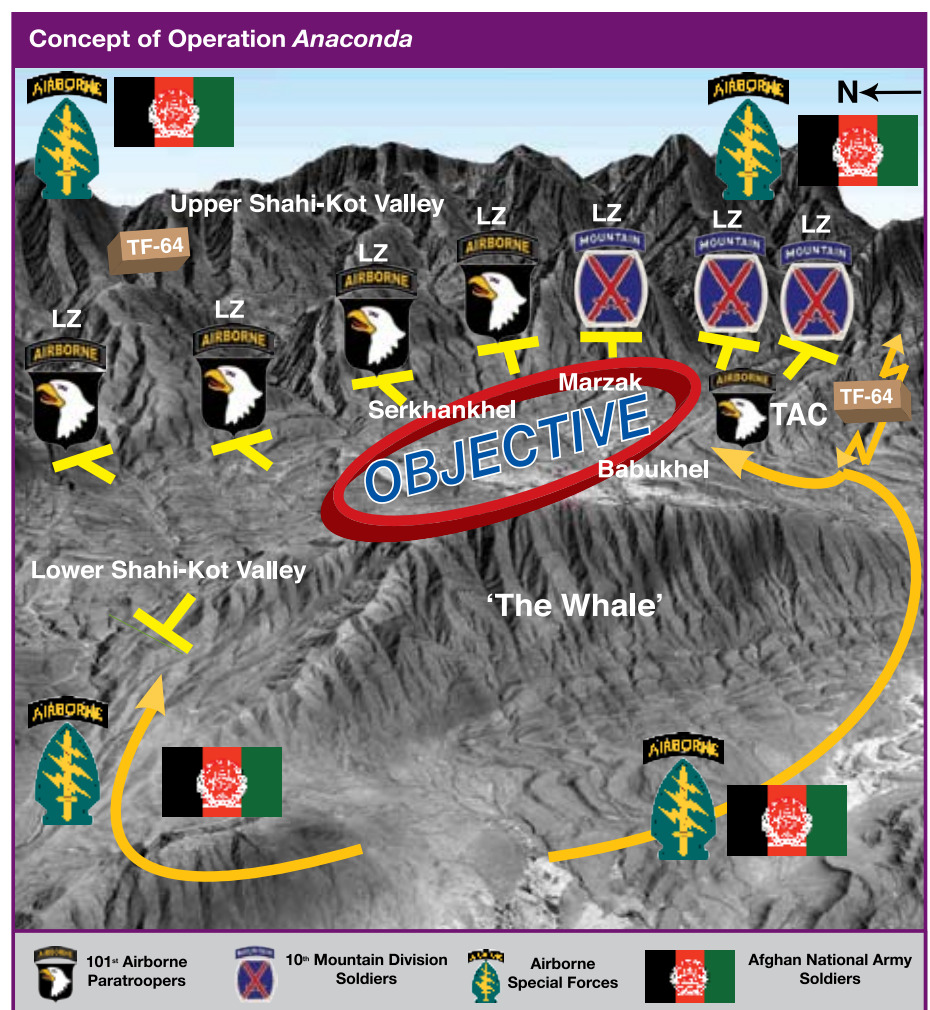 Concept of Operation Anaconda
AIRBORNE
AIRBORNE
N
Upper Shahi-Kot Valley
TF-64
LZ
AIRBORNE
LZ
AIRBORNE
LZ
AIRBORNE
LZ
AIRBORNE
LZ
MOUNTAIN
LZ
MOUNTAIN
LZ
MOUNTAIN
Serkhankhel
Marzak
OBJECTIVE
Babukhel
AIRBORNE
TAC
TF-64
Lower Shahi-Kot Valley
'The Whale'
AIRBORNE
AIRBORNE
AIRBORNE
101st Airborne
Paratroopers
10th Mountain Division
Soldiers
Airborne
Special Forces
Afghan National Army
Soldiers